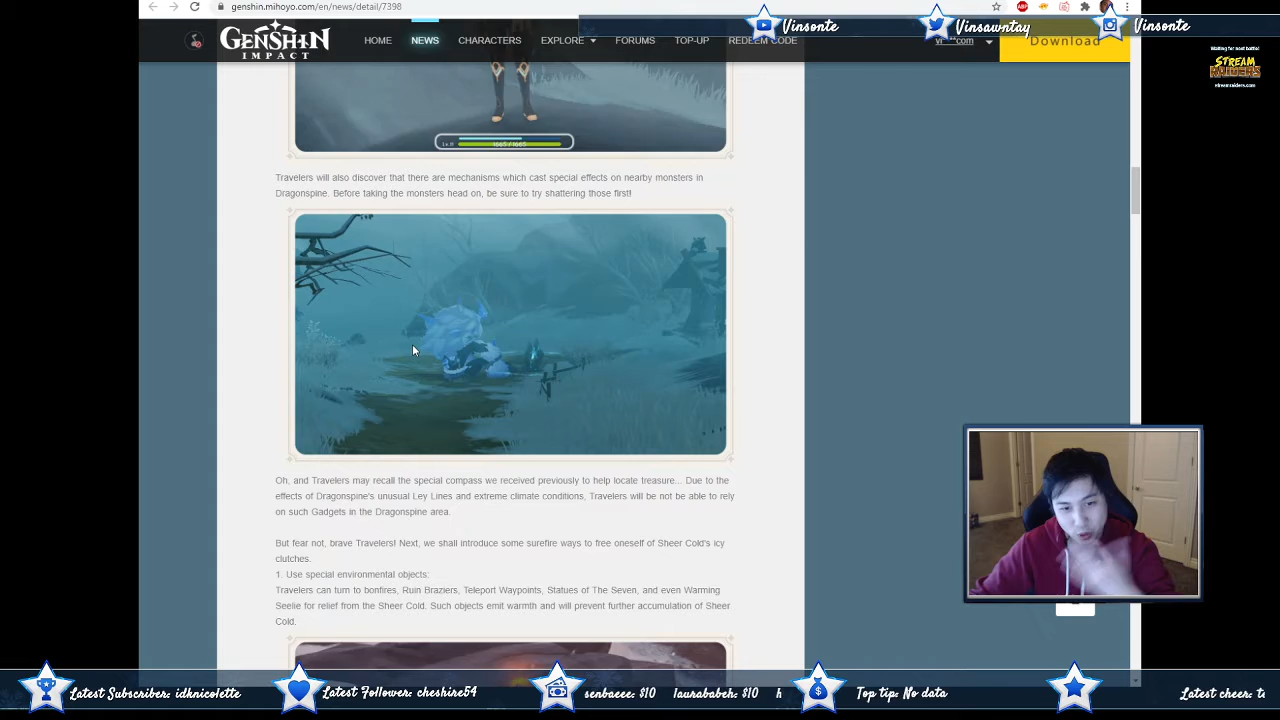 genshin.mihoyo.com/en/news/detail/7398
GENSHIN
IMPACT
HOME
NEWS
CHARACTERS
EXPLORE
FORUMS
TOP-UP
REDEEM CODE
Download
Vinsonte
Vinsawntay
Vinsonte
ABP
Waiting for next battle!
STREAM
RAIDERS
streamraiders.com
1665 / 1665
Travelers will also discover that there are mechanisms which cast special effects on nearby monsters in
Dragonspine. Before taking the monsters head on, be sure to try shattering those first!
Oh, and Travelers may recall the special compass we received previously to help locate treasure... Due to the
effects of Dragonspine's unusual Ley Lines and extreme climate conditions, Travelers will be not be able to rely
on such Gadgets in the Dragonspine area.
But fear not, brave Travelers! Next, we shall introduce some surefire ways to free oneself of Sheer Cold's icy
clutches.
1. Use special environmental objects:
Travelers can turn to bonfires, Ruin Braziers, Teleport Waypoints, Statues of The Seven, and even Warming
Seelie for relief from the Sheer Cold. Such objects emit warmth and will prevent further accumulation of Sheer
Cold.
Latest Subscriber: idknicolette
Latest Follower: cheshire54
senbaeee: $10 laurababeh: $10 h
Top tip: No data
Latest cheer: t